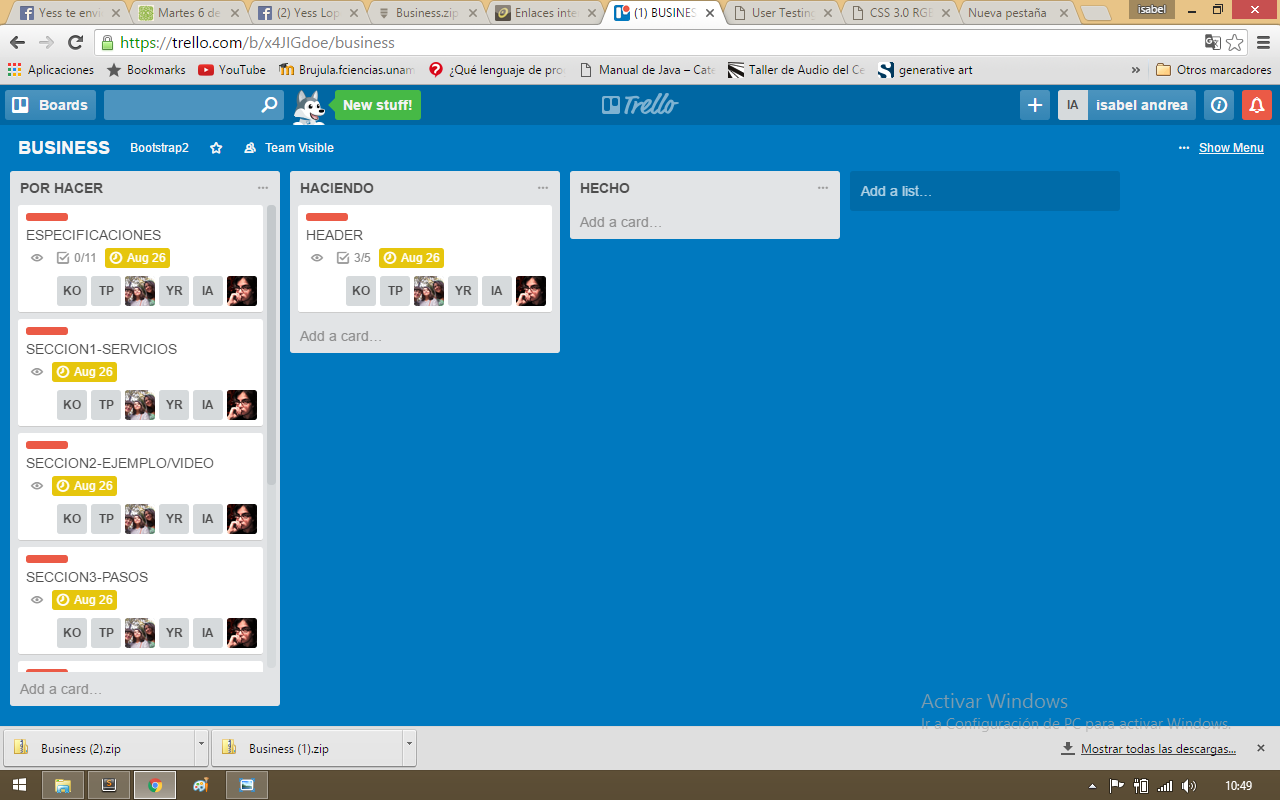 Yess te envi
Martes 6 de
(2) Yess Lop
Business.zip
Enlaces inte
(1) BUSINES
User Testing
CSS 3.0 RGB
Nueva pestaña
isabel
https://trello.com/b/x4JIGdoe/business
Aplicaciones
Bookmarks
YouTube
Brujula.fciencias.unam
¿Qué lenguaje de pro
Manual de Java – Cate
Taller de Audio del Ce
generative art
»
Otros marcadores
Boards
New stuff!
Trello
IA
isabel andrea
BUSINESS
Bootstrap2
Team Visible
Show Menu
POR HACER
ESPECIFICACIONES
0/11 Aug 26
KO TP YR IA
SECCION1-SERVICIOS
Aug 26
KO TP YR IA
SECCION2-EJEMPLO/VIDEO
Aug 26
KO TP YR IA
SECCION3-PASOS
Aug 26
KO TP YR IA
Add a card…
HACIENDO
HEADER
3/5 Aug 26
KO TP YR IA
Add a card…
HECHO
Add a card…
Add a list…
Activar Windows
Ir a Configuración de PC para activar Windows.
Business (2).zip
Business (1).zip
Mostrar todas las descargas...
10:49